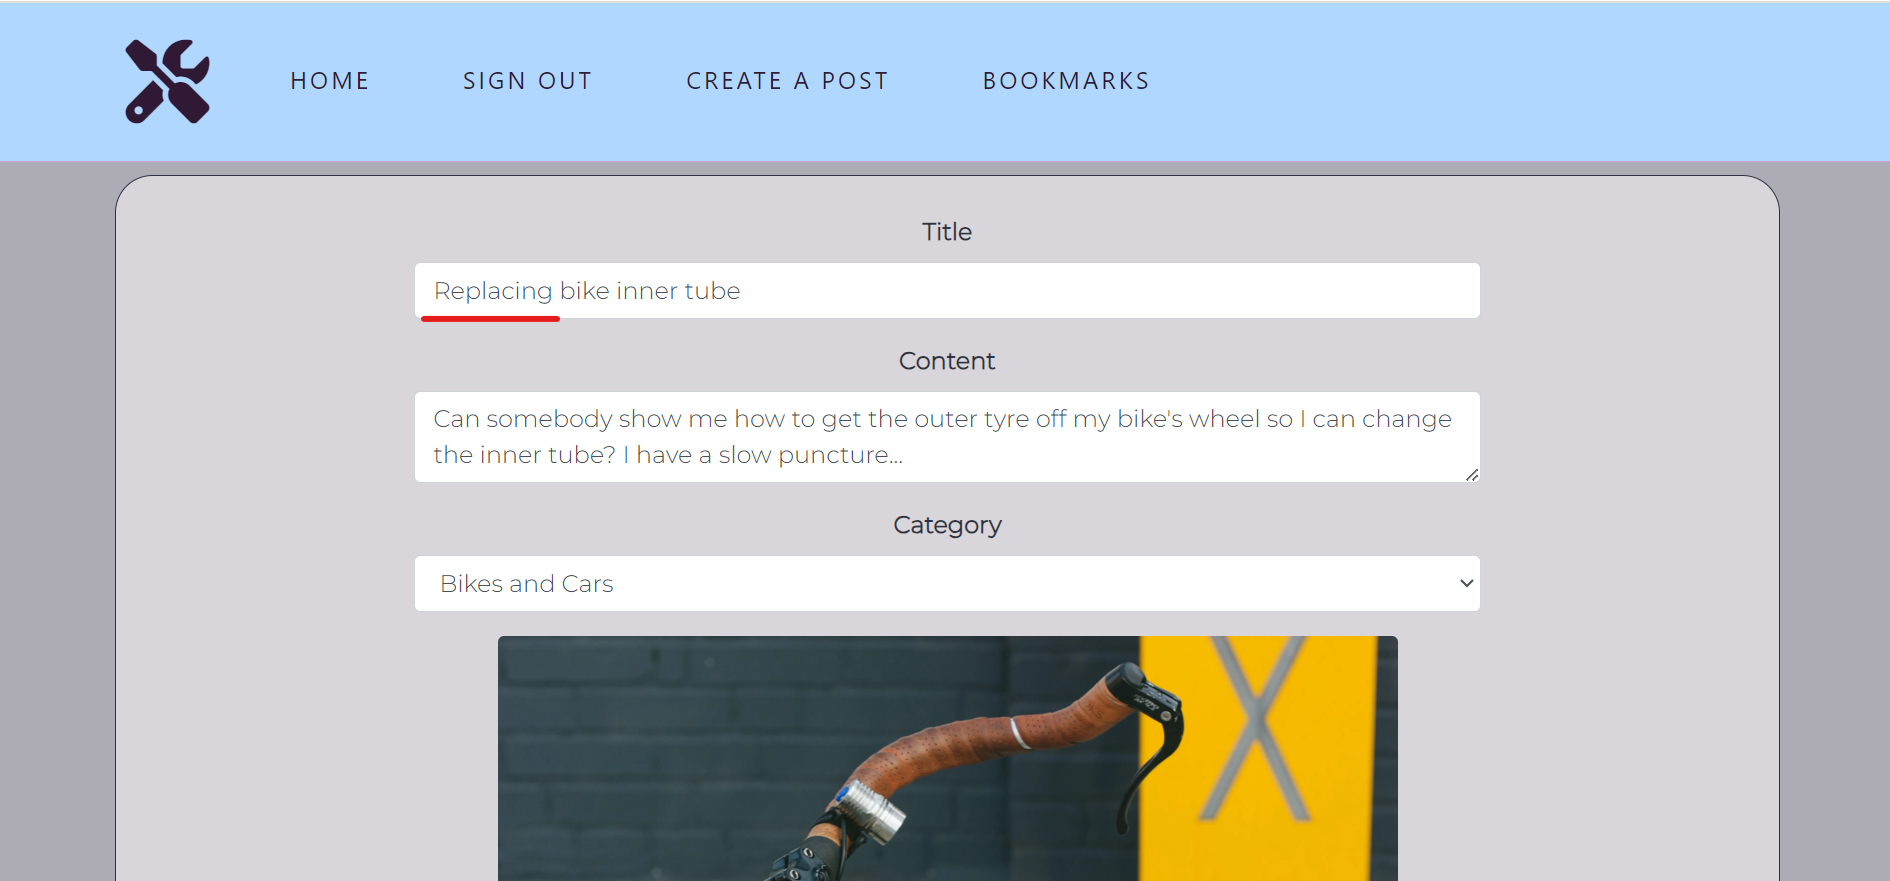 HOME SIGN OUT CREATE A POST BOOKMARKS
Title
Replacing bike inner tube
Content
Can somebody show me how to get the outer tyre off my bike's wheel so I can change
the inner tube? I have a slow puncture...
Category
Bikes and Cars